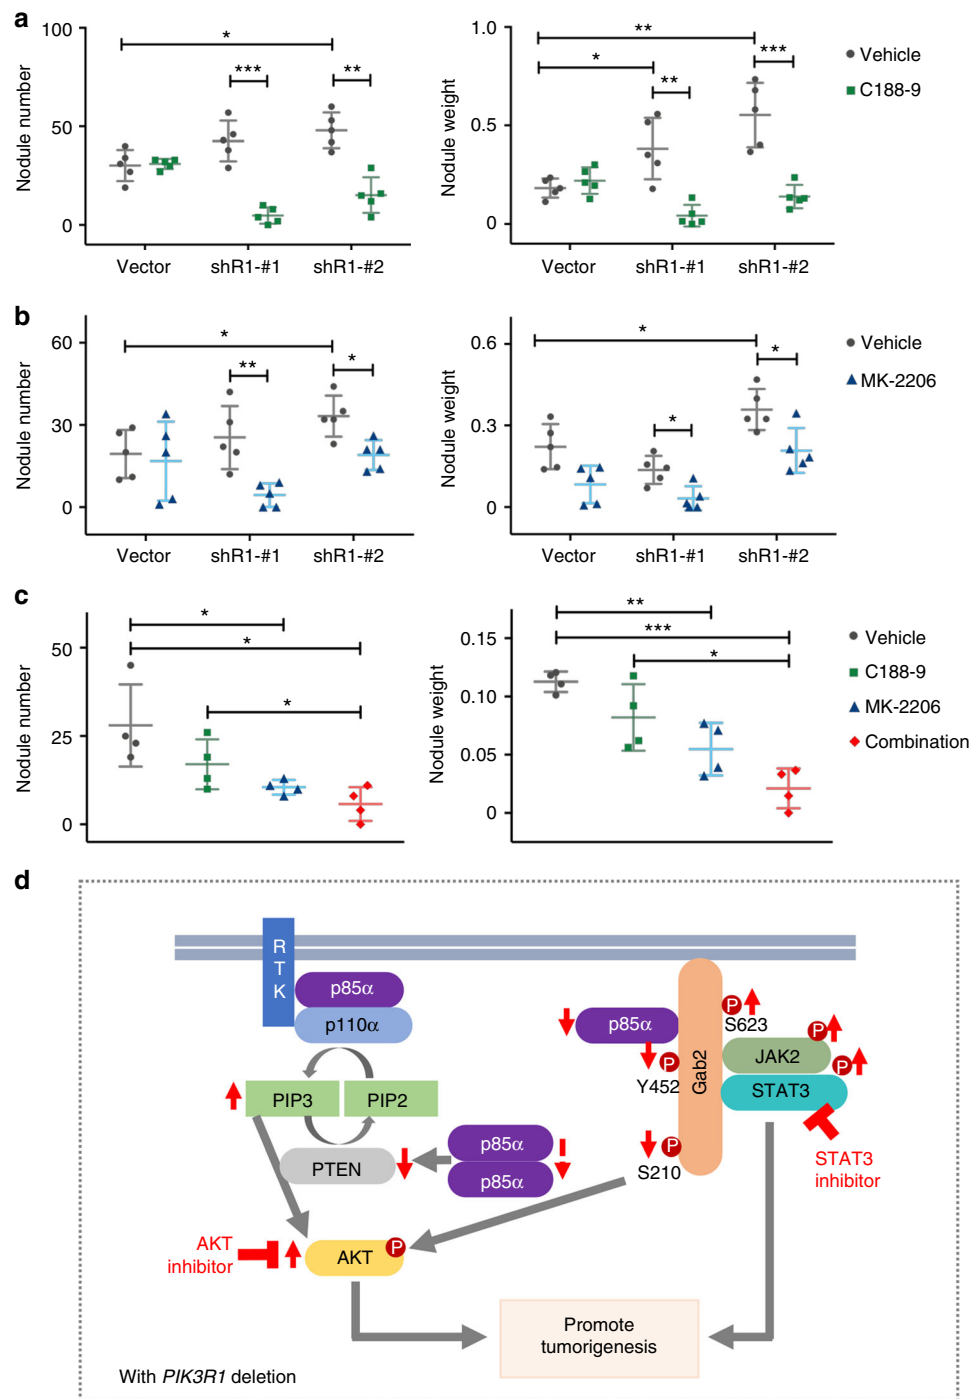 a
100
50
0
Nodule number
*
***
**
Vector
shR1-#1
shR1-#2
1.0
0.5
0
Nodule weight
**
*
**
***
Vector
shR1-#1
shR1-#2
Vehicle
C188-9
b
60
30
0
Nodule number
*
**
*
Vector
shR1-#1
shR1-#2
0.6
0.3
0
Nodule weight
*
*
*
Vector
shR1-#1
shR1-#2
Vehicle
MK-2206
c
50
25
0
Nodule number
*
*
*
0.15
0.10
0.05
0
Nodule weight
**
***
*
Vehicle
C188-9
MK-2206
Combination
d
RTK
p85α
p110α
PIP3
PIP2
PTEN
p85α
p85α
AKT
inhibitor
AKT
P
p85α
P
Y452
P
S210
Gab2
P
S623
P
JAK2
P
STAT3
STAT3
inhibitor
Promote
tumorigenesis
With PIK3R1 deletion